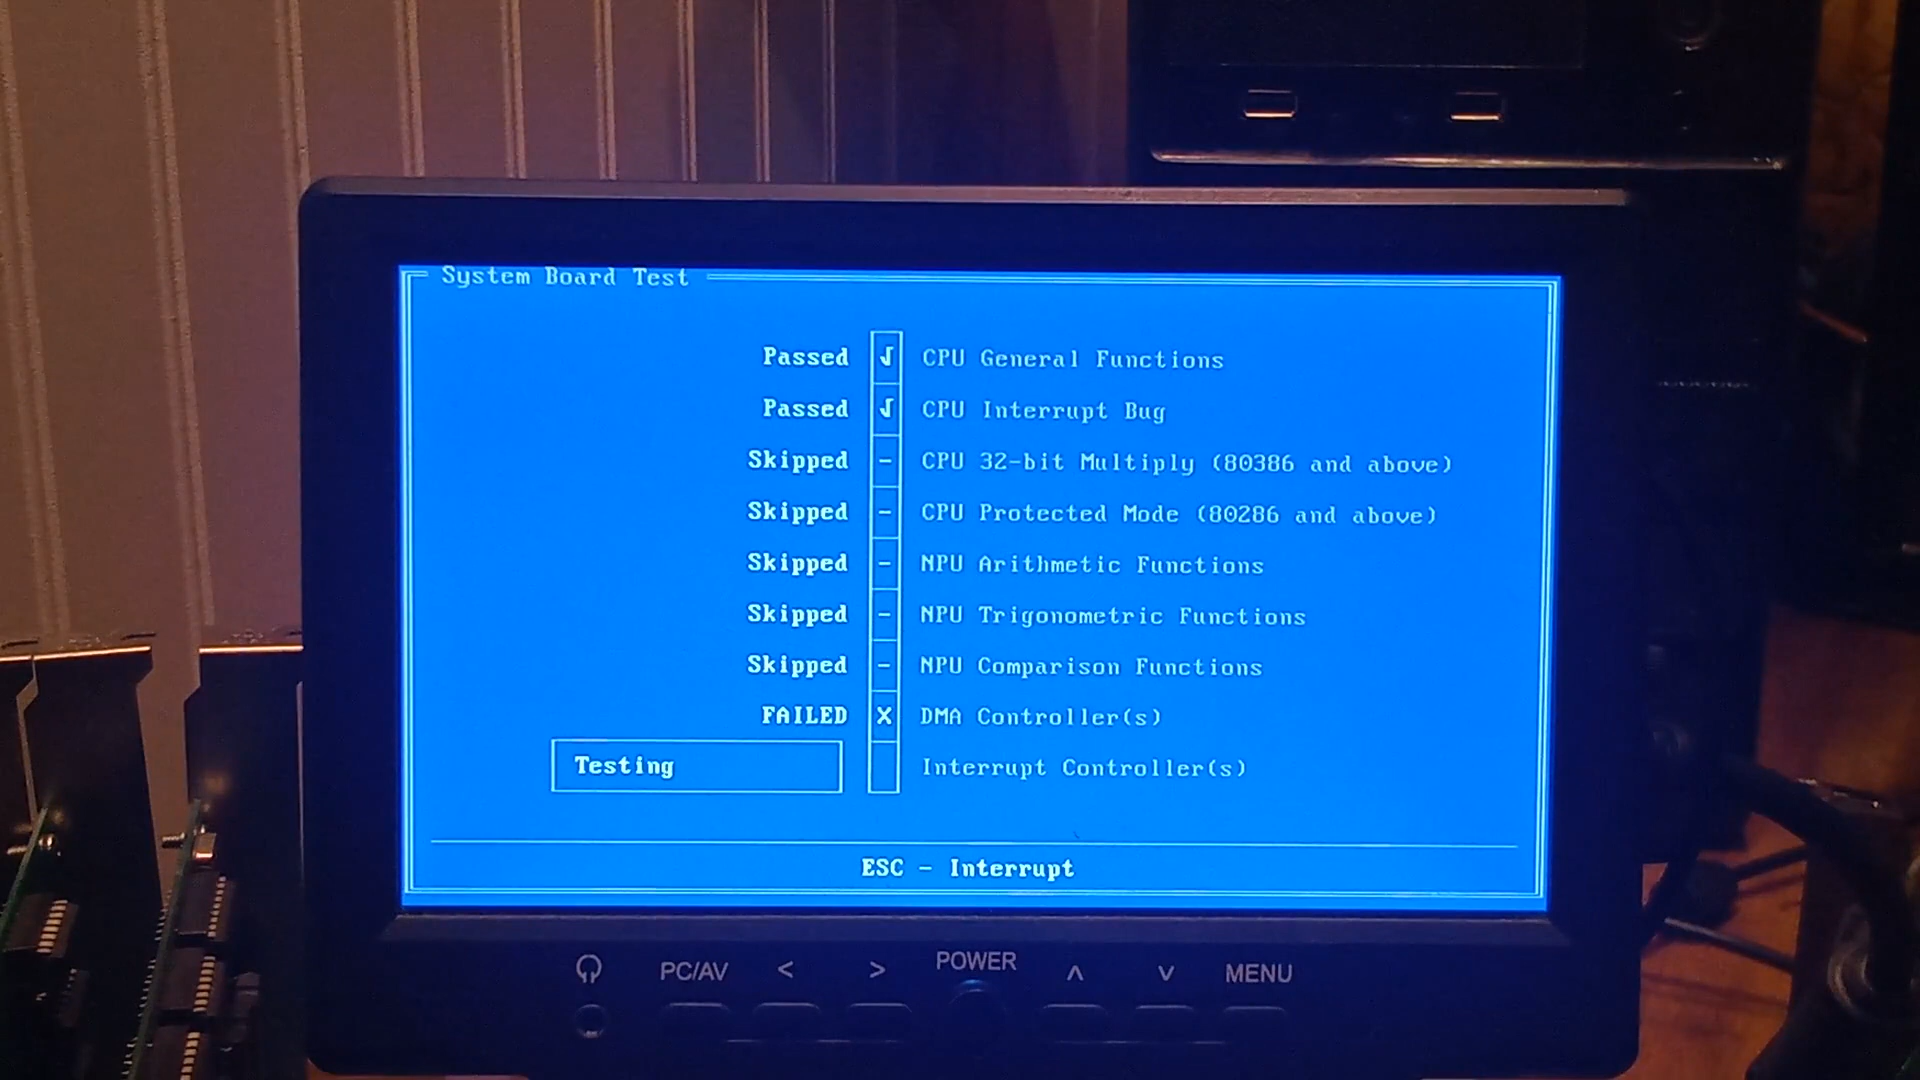 System Board Test
Passed √ CPU General Functions
Passed √ CPU Interrupt Bug
Skipped - CPU 32-bit Multiply (80386 and above)
Skipped - CPU Protected Mode (80286 and above)
Skipped - NPU Arithmetic Functions
Skipped - NPU Trigonometric Functions
Skipped - NPU Comparison Functions
FAILED X DMA Controller(s)
Testing Interrupt Controller(s)
ESC - Interrupt
PC/AV < > POWER ^ v MENU